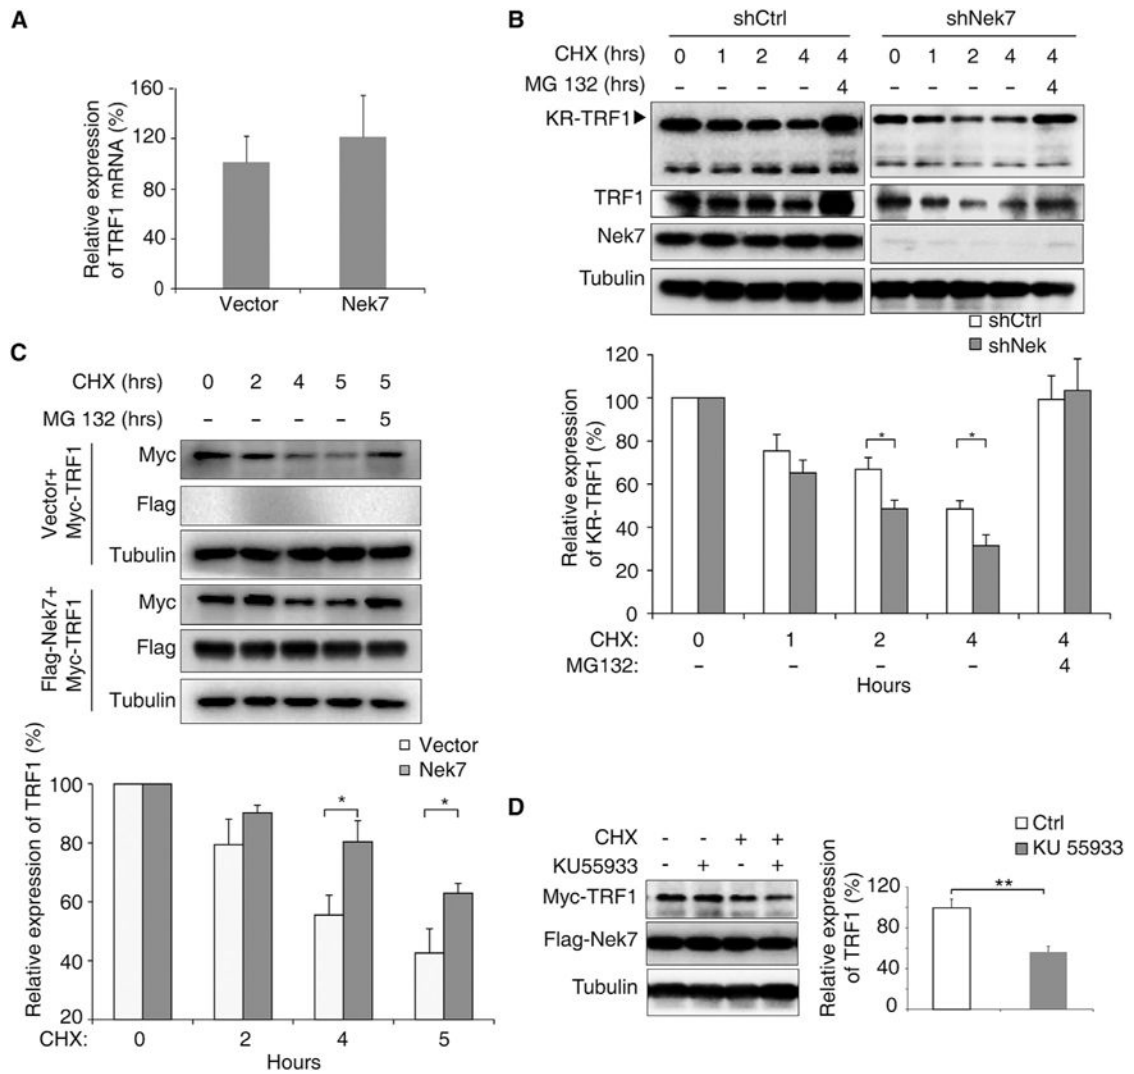 A
160
120
80
40
0
Relative expression
of TRF1 mRNA (%)
Vector Nek7
B
shCtrl shNek7
CHX (hrs) 0 1 2 4 4 0 1 2 4 4
MG 132 (hrs) – – – – 4 – – – – 4
KR-TRF1
TRF1
Nek7
Tubulin
shCtrl
shNek
120
100
80
60
40
20
0
Relative expression
of KR-TRF1 (%)
* *
CHX: 0 1 2 4 4
MG132: – – – – 4
Hours
C
CHX (hrs) 0 2 4 5 5
MG 132 (hrs) – – – – 5
Vector+
Myc-TRF1
Myc
Flag
Tubulin
Flag-Nek7+
Myc-TRF1
Myc
Flag
Tubulin
Vector
Nek7
Relative expression of TRF1 (%)
100
80
60
40
20
* *
CHX: 0 2 4 5
Hours
D
CHX - - + +
KU55933 - + - +
Myc-TRF1
Flag-Nek7
Tubulin
Ctrl
KU 55933
Relative expression
of TRF1 (%)
120
80
40
0
**